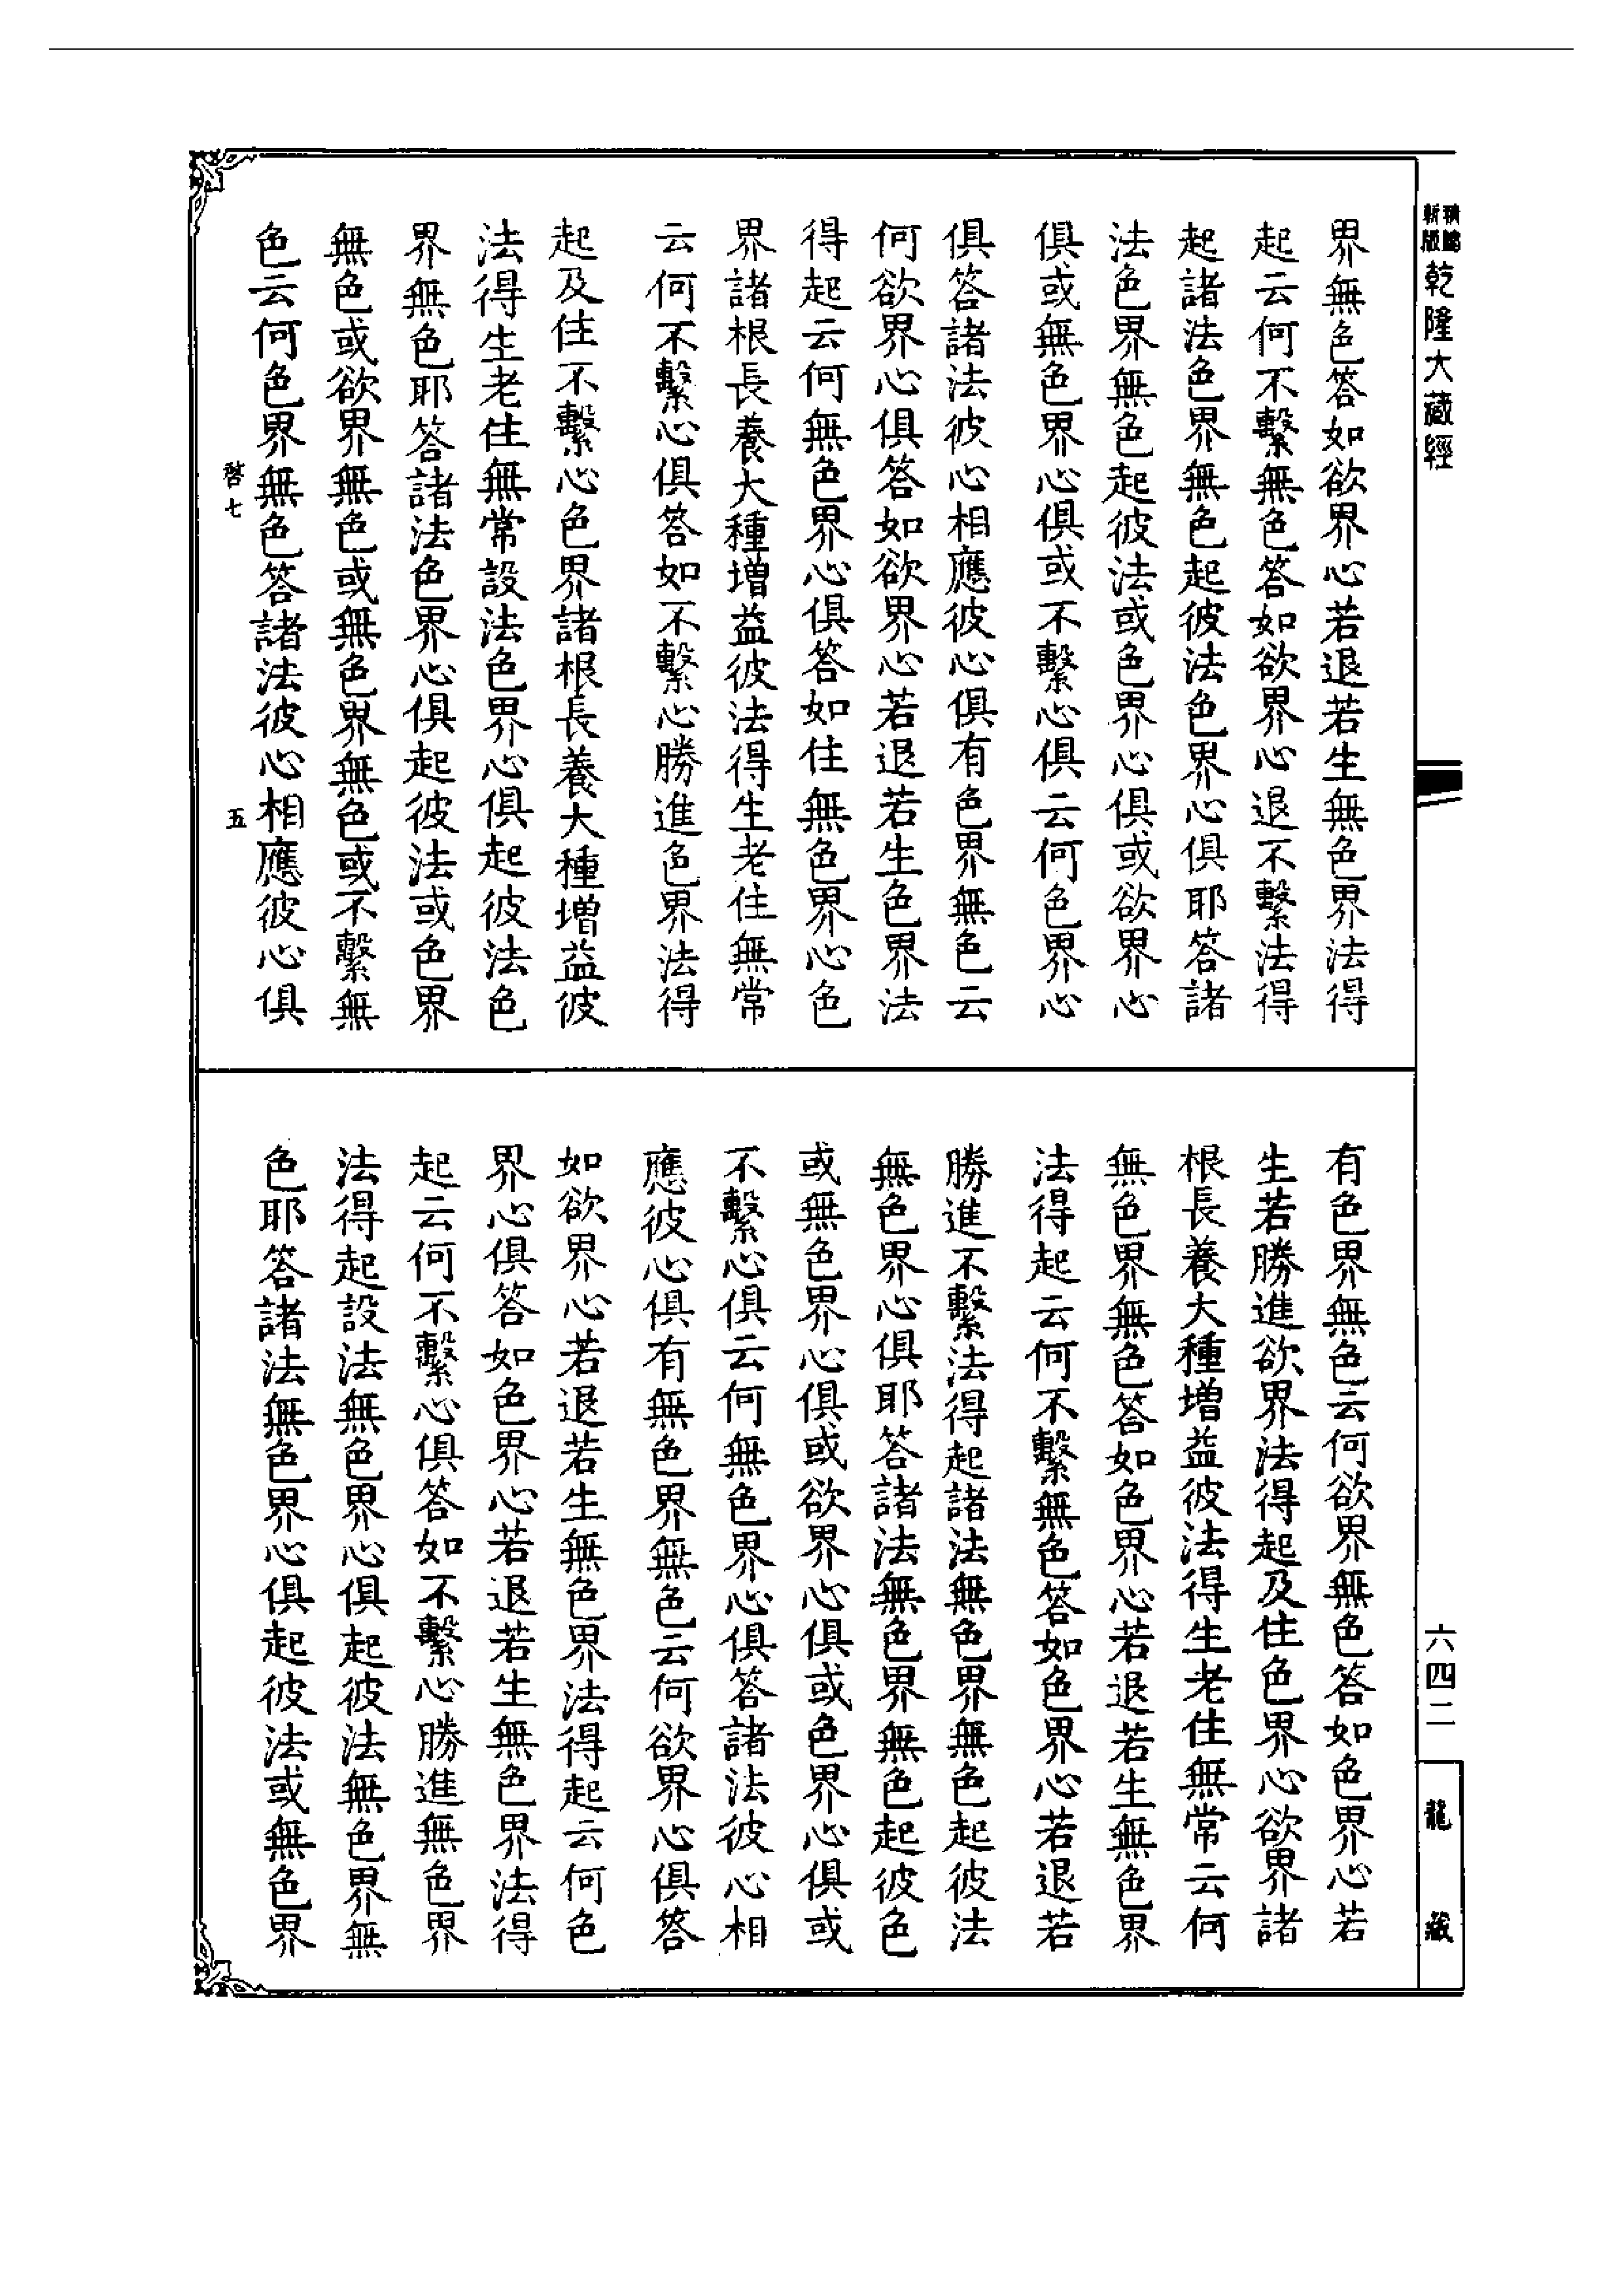 乾隆大藏經
界無色答如欲界心若退若生無色界法得
起云何不繫無色答如欲界心退不繫法得
起諸法色界無色起彼法色界心俱耶答諸
法色界無色起彼法或色界心俱或欲界心
俱或無色界心俱或不繫心俱云何色界心
俱答諸法彼心相應彼心俱有色界無色云
何欲界心俱答如欲界心若退若生色界法
得起云何無色界心俱答如住無色界心色
界諸根長養大種增益彼法得生老住無常
云何不繫心俱答如不繫心勝進色界法得
起及住不繫心色界諸根長養大種增益彼
法得生老住無常設法色界心俱起彼法色
界無色耶答諸法色界心俱起彼法或色界
無色或欲界無色或無色界無色或不繫無
色云何色界無色答諸法彼心相應彼心俱
啓七
五
有色界無色云何欲界無色答如色界心若
生若勝進欲界法得起及住色界心欲界諸
根長養大種增益彼法得生老住無常云何
無色界無色答如色界心若退若生無色界
法得起云何不繫無色答如色界心若退若
勝進不繫法得起諸法無色界無色起彼法
無色界心俱耶答諸法無色界無色起彼色
或無色界心俱或欲界心俱或色界心俱或
不繫心俱云何無色界心俱答諸法彼心相
應彼心俱有無色界無色云何欲界心俱答
如欲界心若退若生無色界法得起云何色
界心俱答如色界心若退若生無色界法得
起云何不繫心俱答如不繫心勝進無色界
法得起設法無色界心俱起彼法無色界無
色耶答諸法無色界心俱起彼法或無色界
六四二
龍藏